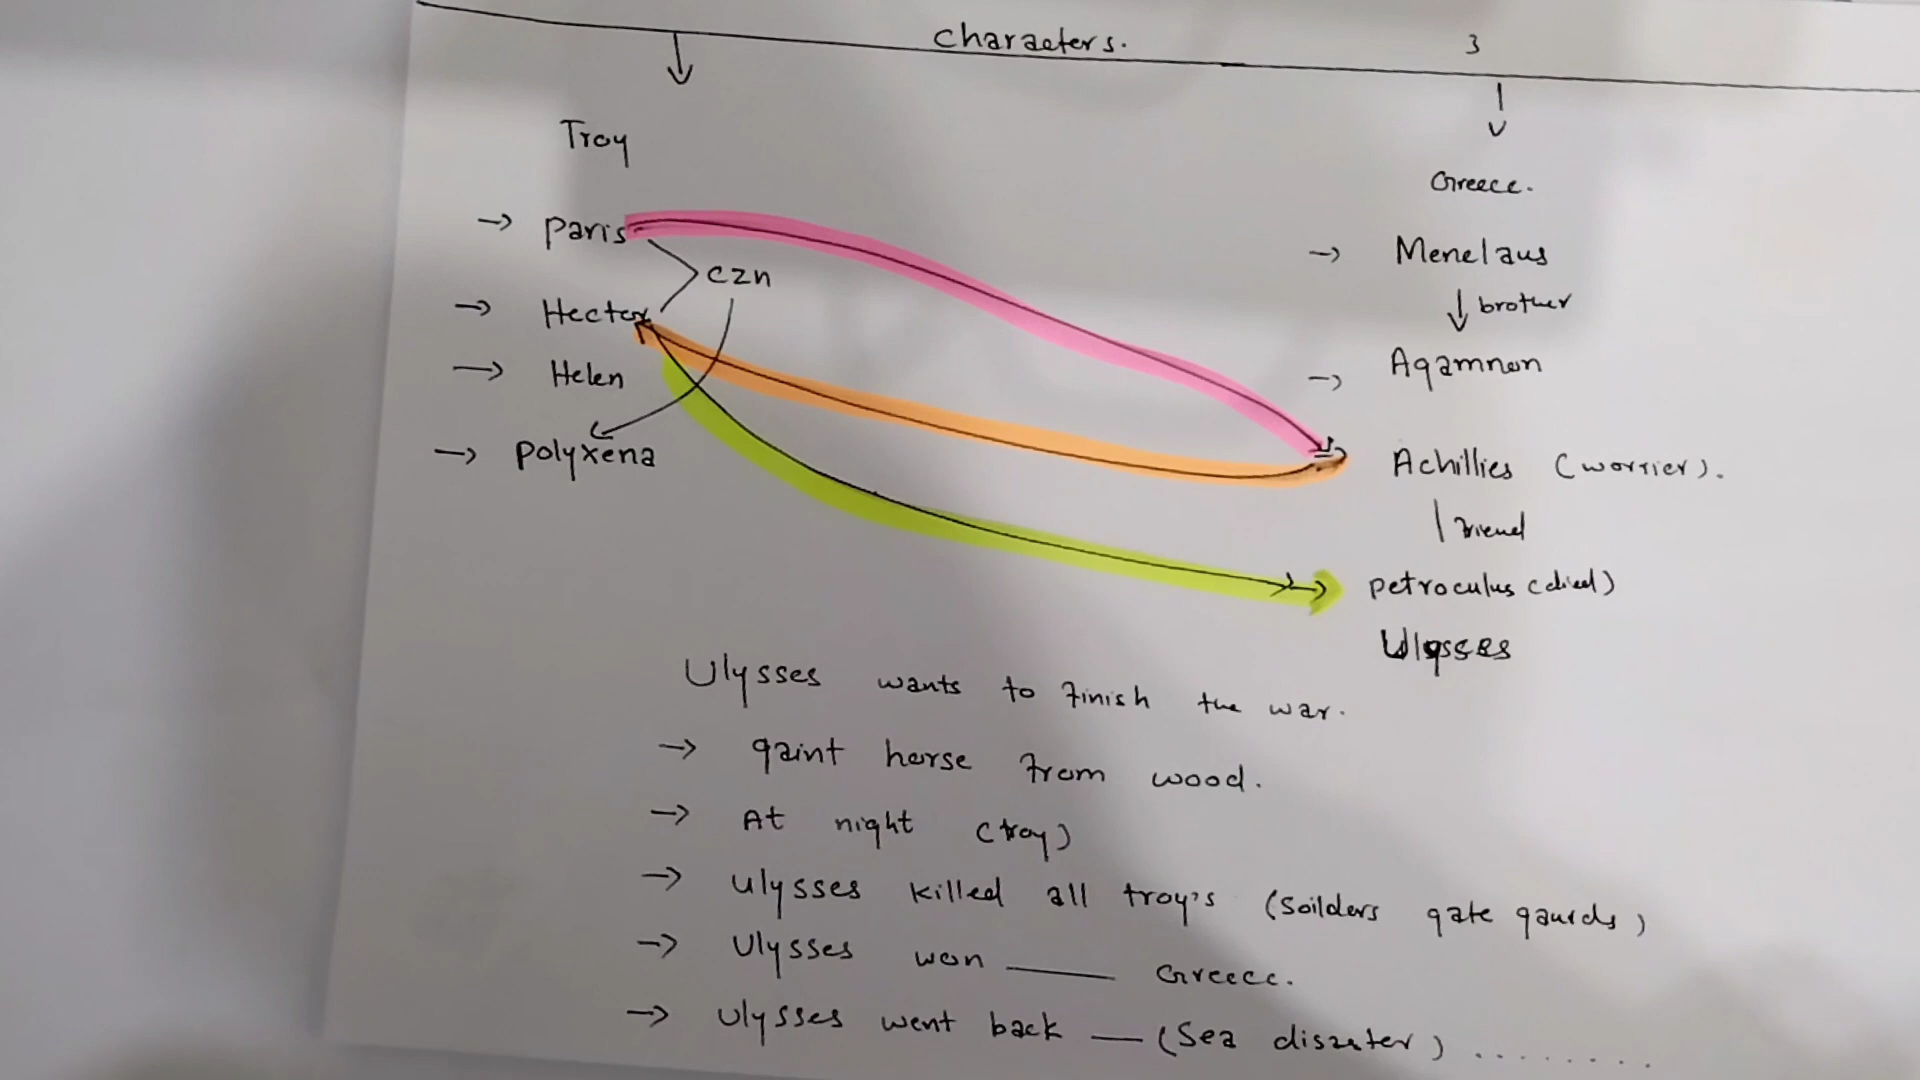 characters. 3
Troy
Greece.
→ Paris
→ Menelaus
czn
↓ brother
→ Hector
→ Agamnon
→ Helen
→ Polyxena
Achillies (worrier).
| friend
petroculus (died)
Ulysses
Ulysses wants to finish the war.
→ gaint horse from wood.
→ At night (troy)
→ Ulysses killed all troy's (Soilders gate gaurds)
→ Ulysses won —— Greece.
→ Ulysses went back — (Sea disaster) ........